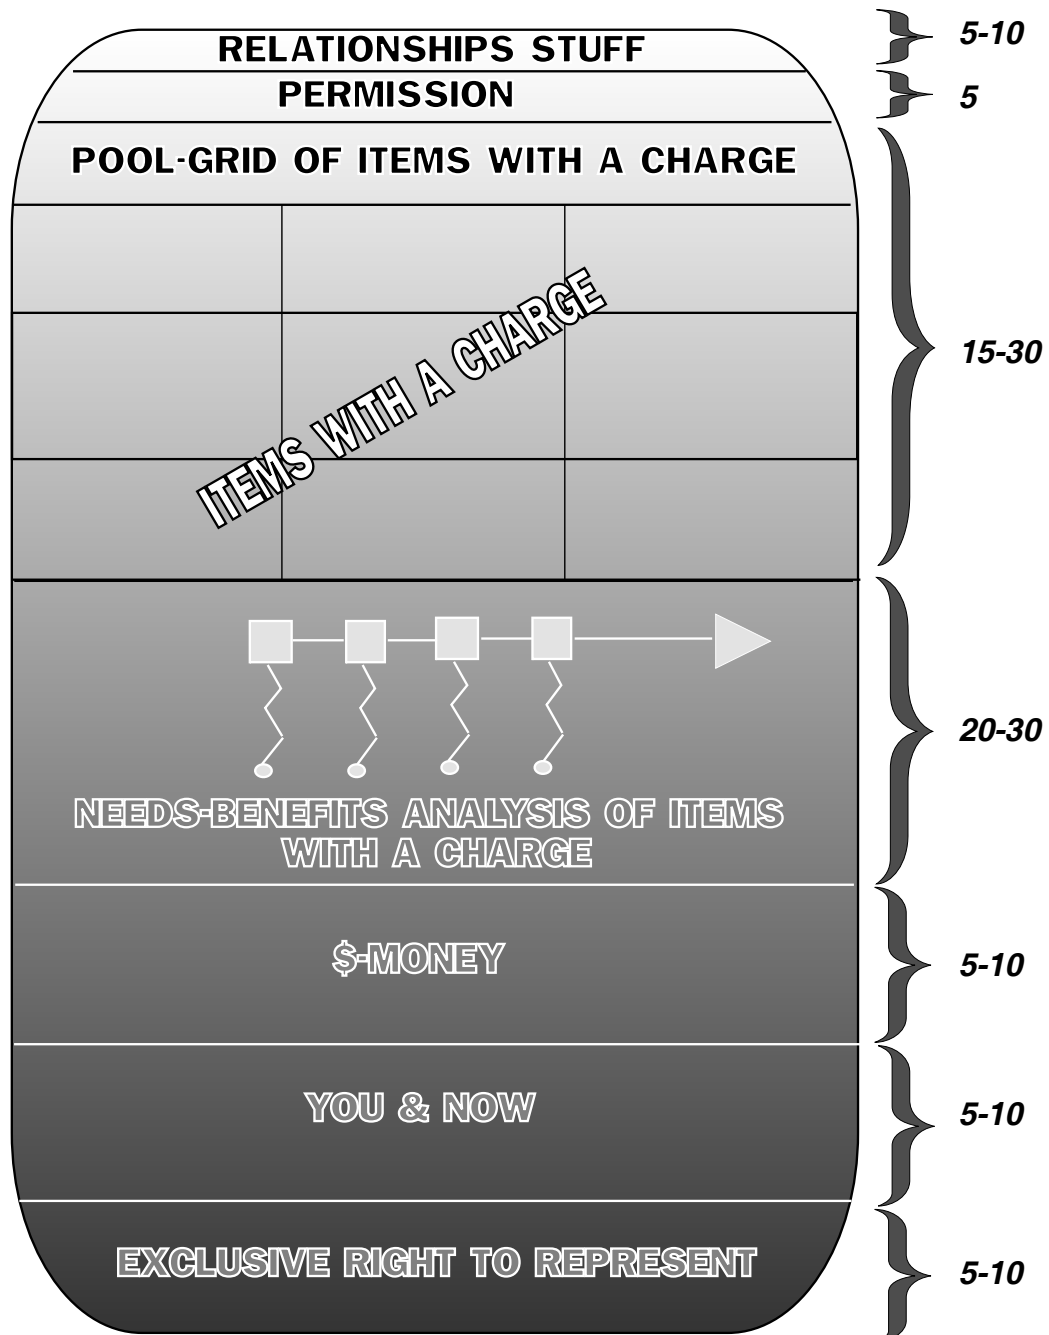 RELATIONSHIPS STUFF
5-10
PERMISSION
5
POOL-GRID OF ITEMS WITH A CHARGE
ITEMS WITH A CHARGE
15-30
20-30
NEEDS-BENEFITS ANALYSIS OF ITEMS
WITH A CHARGE
$-MONEY
5-10
YOU & NOW
5-10
EXCLUSIVE RIGHT TO REPRESENT
5-10